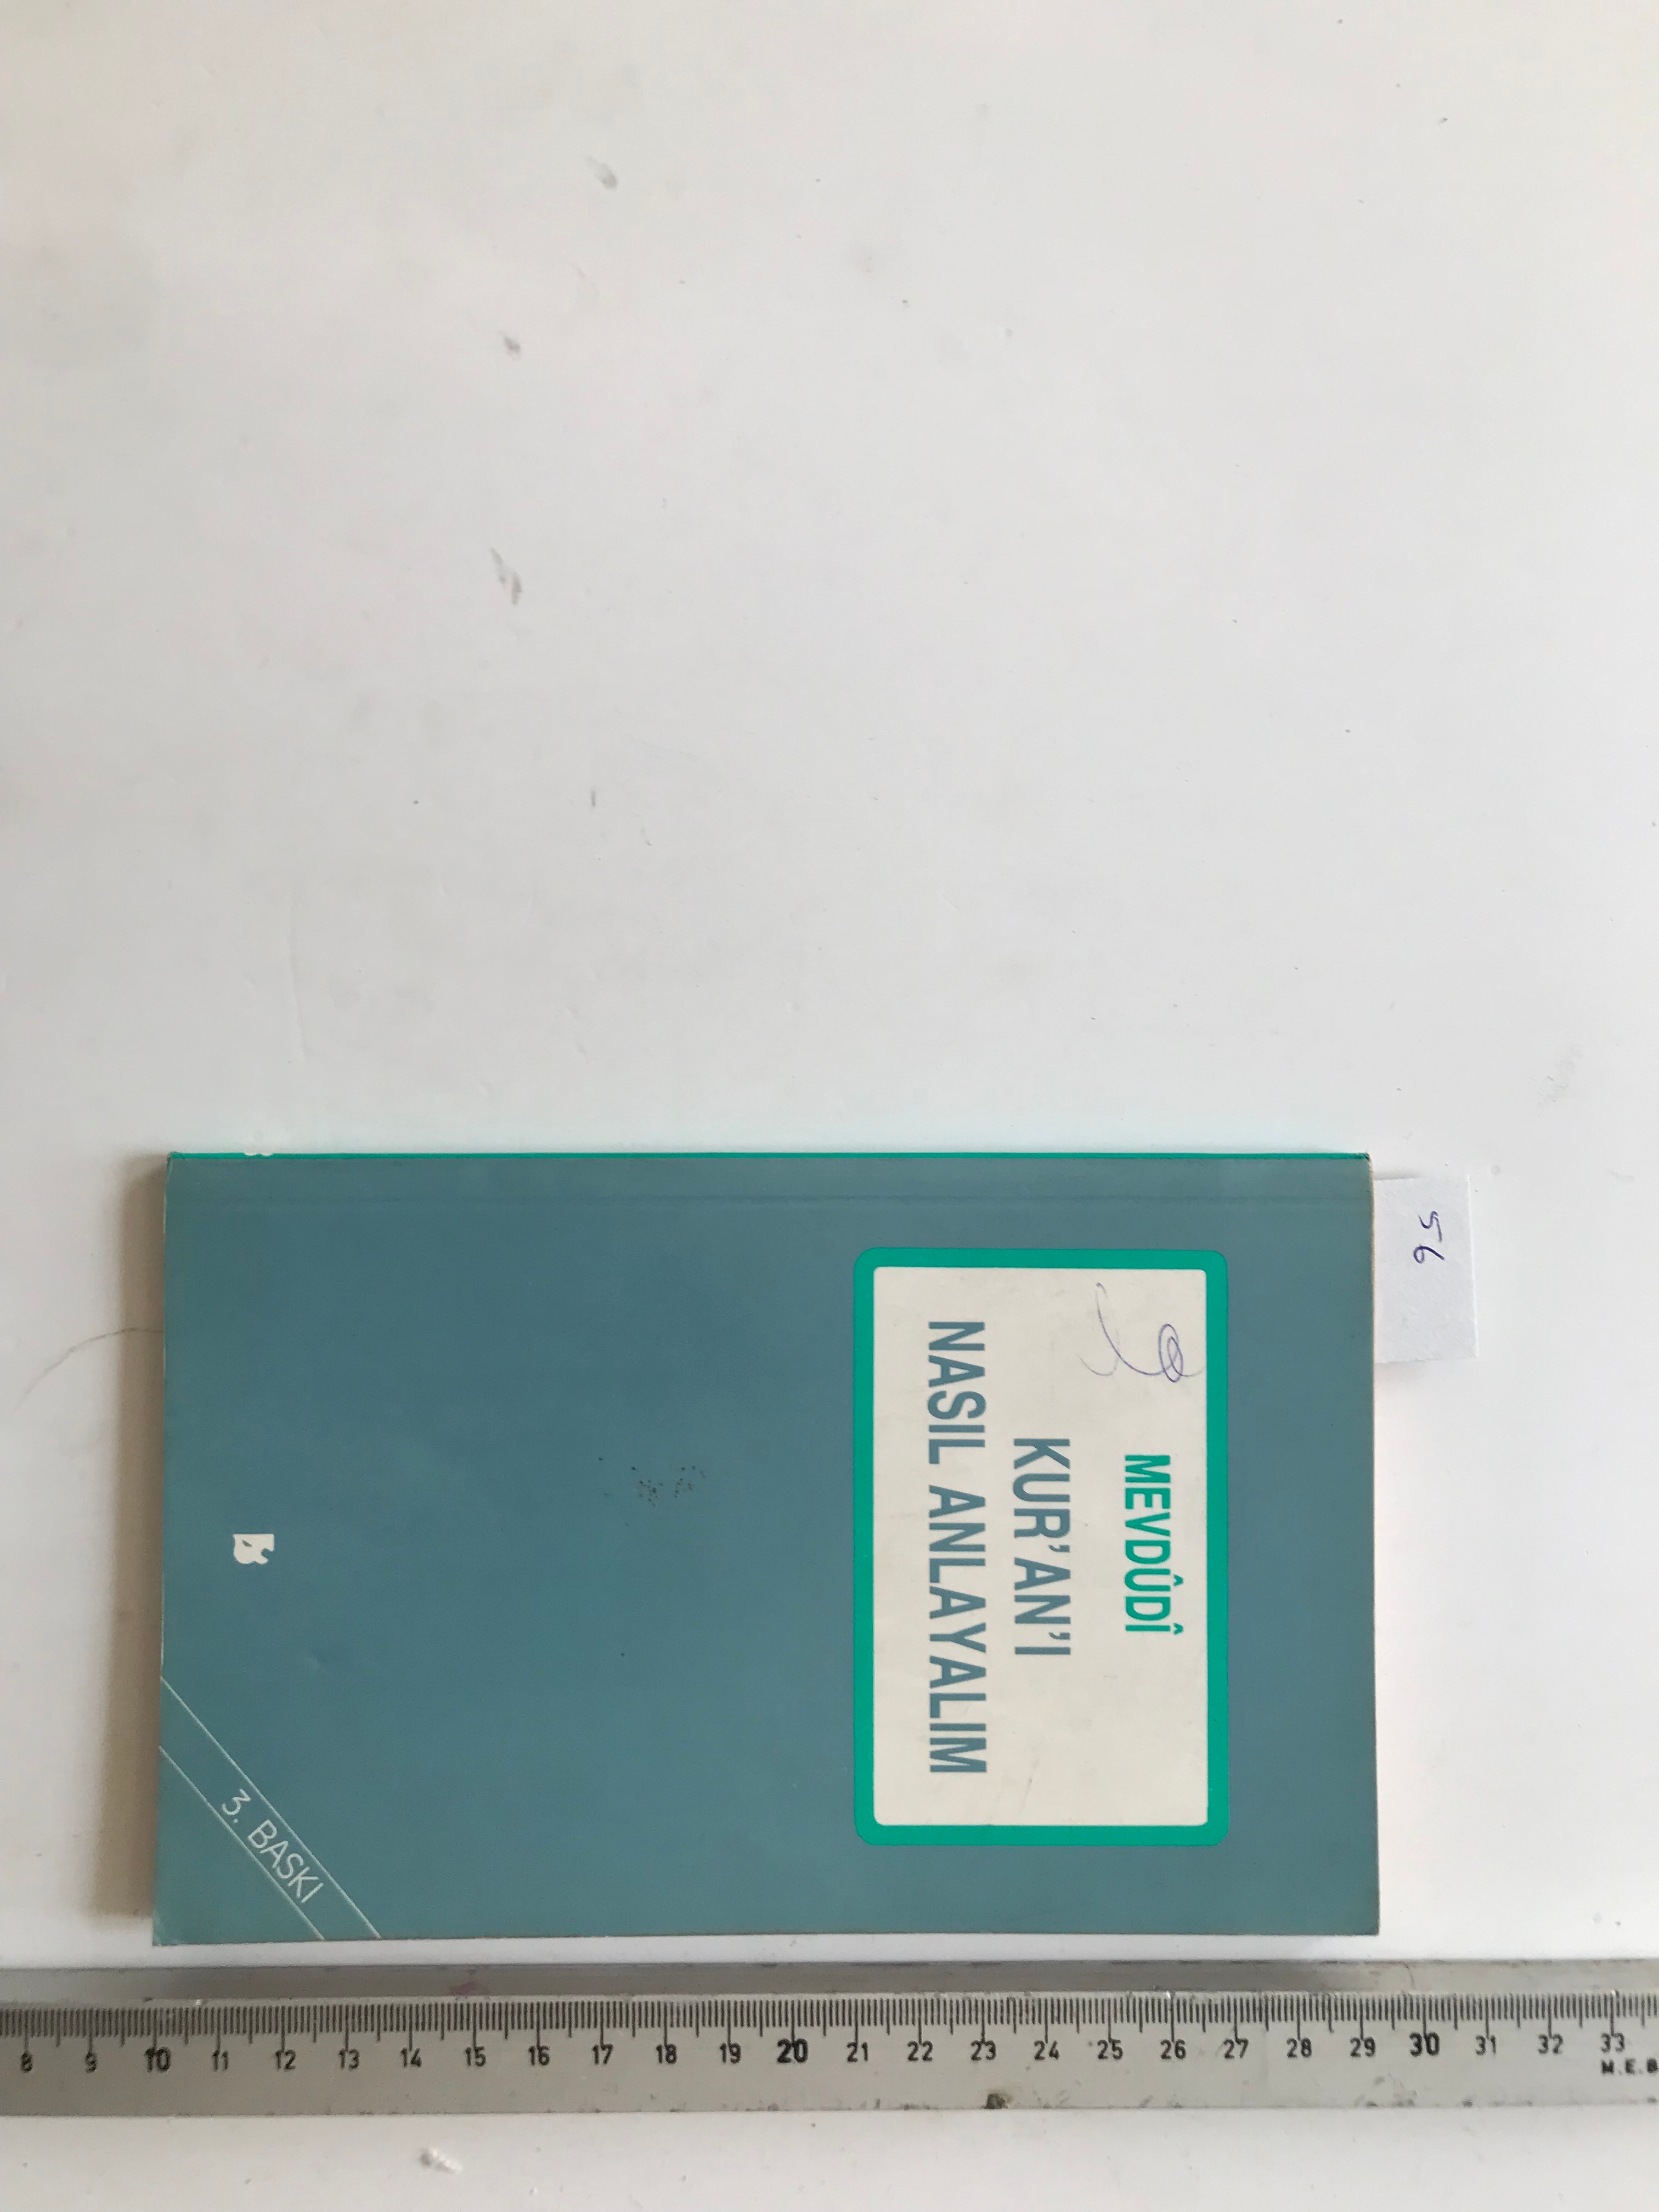 56
MEVDÛDÎ
KUR'AN'I
NASIL ANLAYALIM
B
3. BASKI
8 9 10 11 12 13 14 15 16 17 18 19 20 21 22 23 24 25 26 27 28 29 30 31 32 33
M.E.B